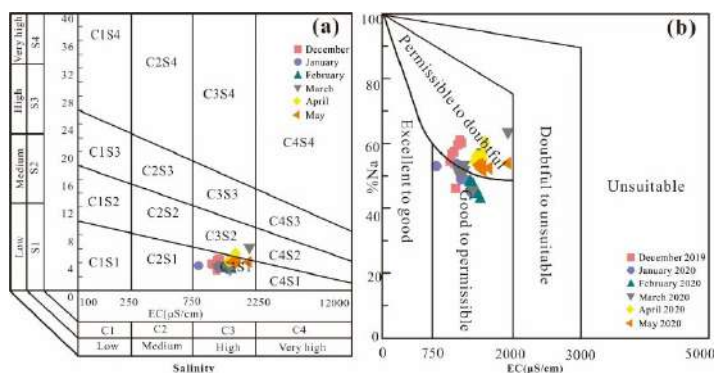 (a)
Very high S4
High S3
Medium S2
Low S1
40
36
32
28
24
20
16
12
8
4
0
C1S4
C2S4
C3S4
C4S4
C1S3
C2S3
C3S3
C4S3
C1S2
C2S2
C3S2
C4S2
C1S1
C2S1
C4S1
December
January
February
March
April
May
100 250 750 2250 12000
EC(μS/cm)
C1 C2 C3 C4
Low Medium High Very high
Salinity
(b)
100
80
60
40
20
0
%Na
Permissible to doubtful
Excellent to good
Good to permissible
Doubtful to unsuitable
Unsuitable
December 2019
January 2020
February 2020
March 2020
April 2020
May 2020
0 750 2000 3000 5000
EC(μS/cm)